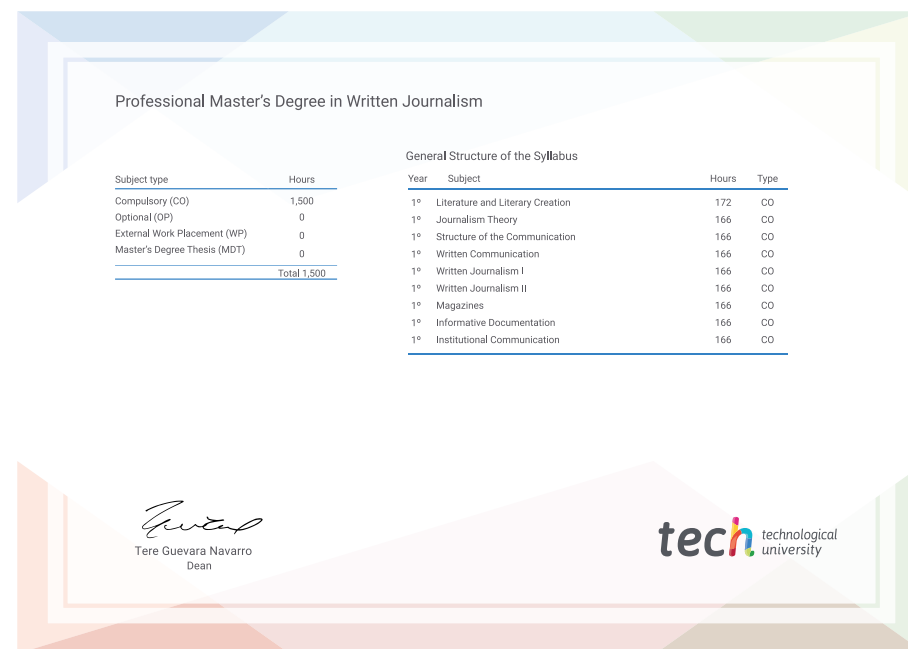 Professional Master's Degree in Written Journalism
Subject type Hours
Compulsory (CO) 1,500
Optional (OP) 0
External Work Placement (WP) 0
Master's Degree Thesis (MDT) 0
Total 1,500
General Structure of the Syllabus
Year Subject Hours Type
1º Literature and Literary Creation 172 CO
1º Journalism Theory 166 CO
1º Structure of the Communication 166 CO
1º Written Communication 166 CO
1º Written Journalism I 166 CO
1º Written Journalism II 166 CO
1º Magazines 166 CO
1º Informative Documentation 166 CO
1º Institutional Communication 166 CO
Tere Guevara Navarro
Dean
tech technological
university